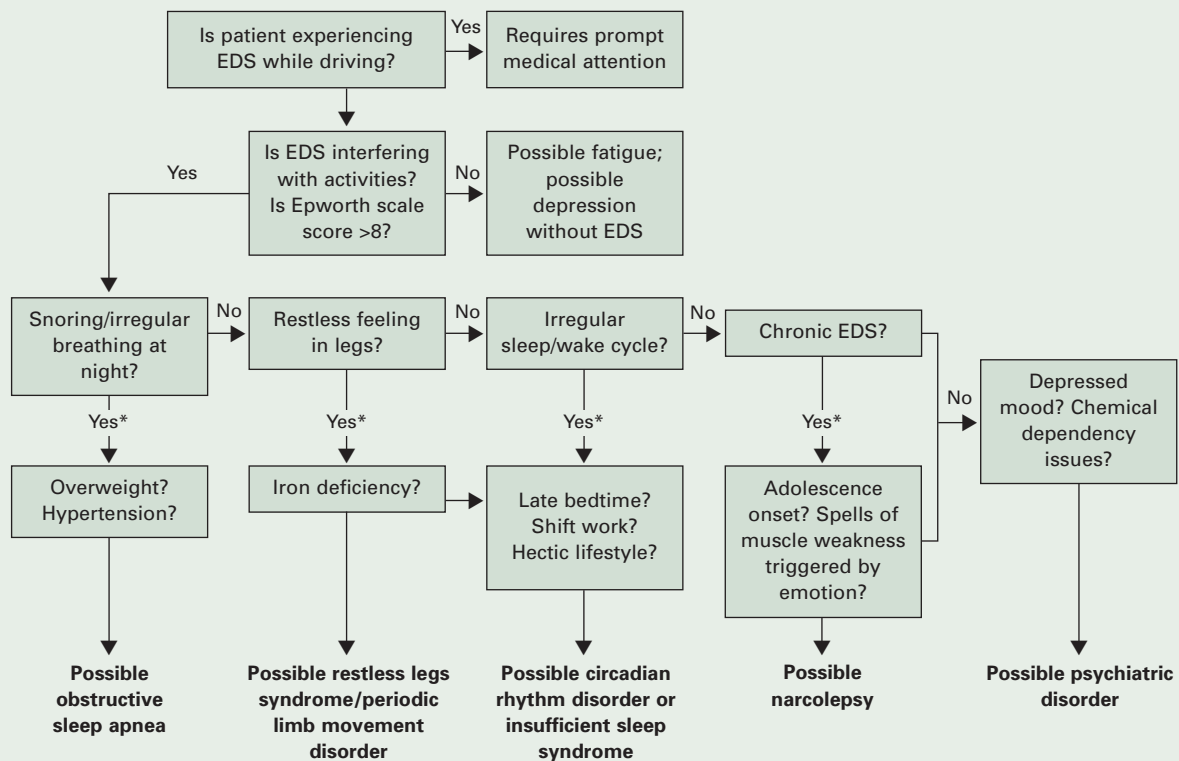 Is patient experiencing
EDS while driving?
Yes
Requires prompt
medical attention
Is EDS interfering
with activities?
Is Epworth scale
score >8?
Yes
No
Possible fatigue;
possible
depression
without EDS
Snoring/irregular
breathing at
night?
No
Restless feeling
in legs?
No
Irregular
sleep/wake cycle?
No
Chronic EDS?
No
Depressed
mood? Chemical
dependency
issues?
Yes*
Yes*
Yes*
Yes*
Overweight?
Hypertension?
Iron deficiency?
Late bedtime?
Shift work?
Hectic lifestyle?
Adolescence
onset? Spells of
muscle weakness
triggered by
emotion?
Possible
obstructive
sleep apnea
Possible restless legs
syndrome/periodic
limb movement
disorder
Possible circadian
rhythm disorder or
insufficient sleep
syndrome
Possible
narcolepsy
Possible psychiatric
disorder